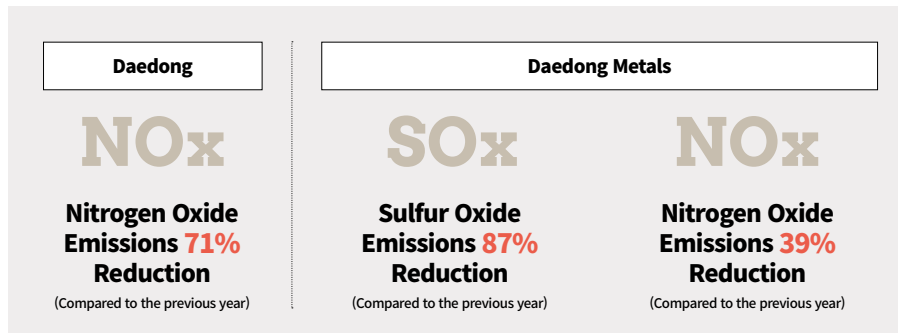 Daedong
NOx
Nitrogen Oxide
Emissions 71%
Reduction
(Compared to the previous year)
Daedong Metals
SOx
Sulfur Oxide
Emissions 87%
Reduction
(Compared to the previous year)
NOx
Nitrogen Oxide
Emissions 39%
Reduction
(Compared to the previous year)